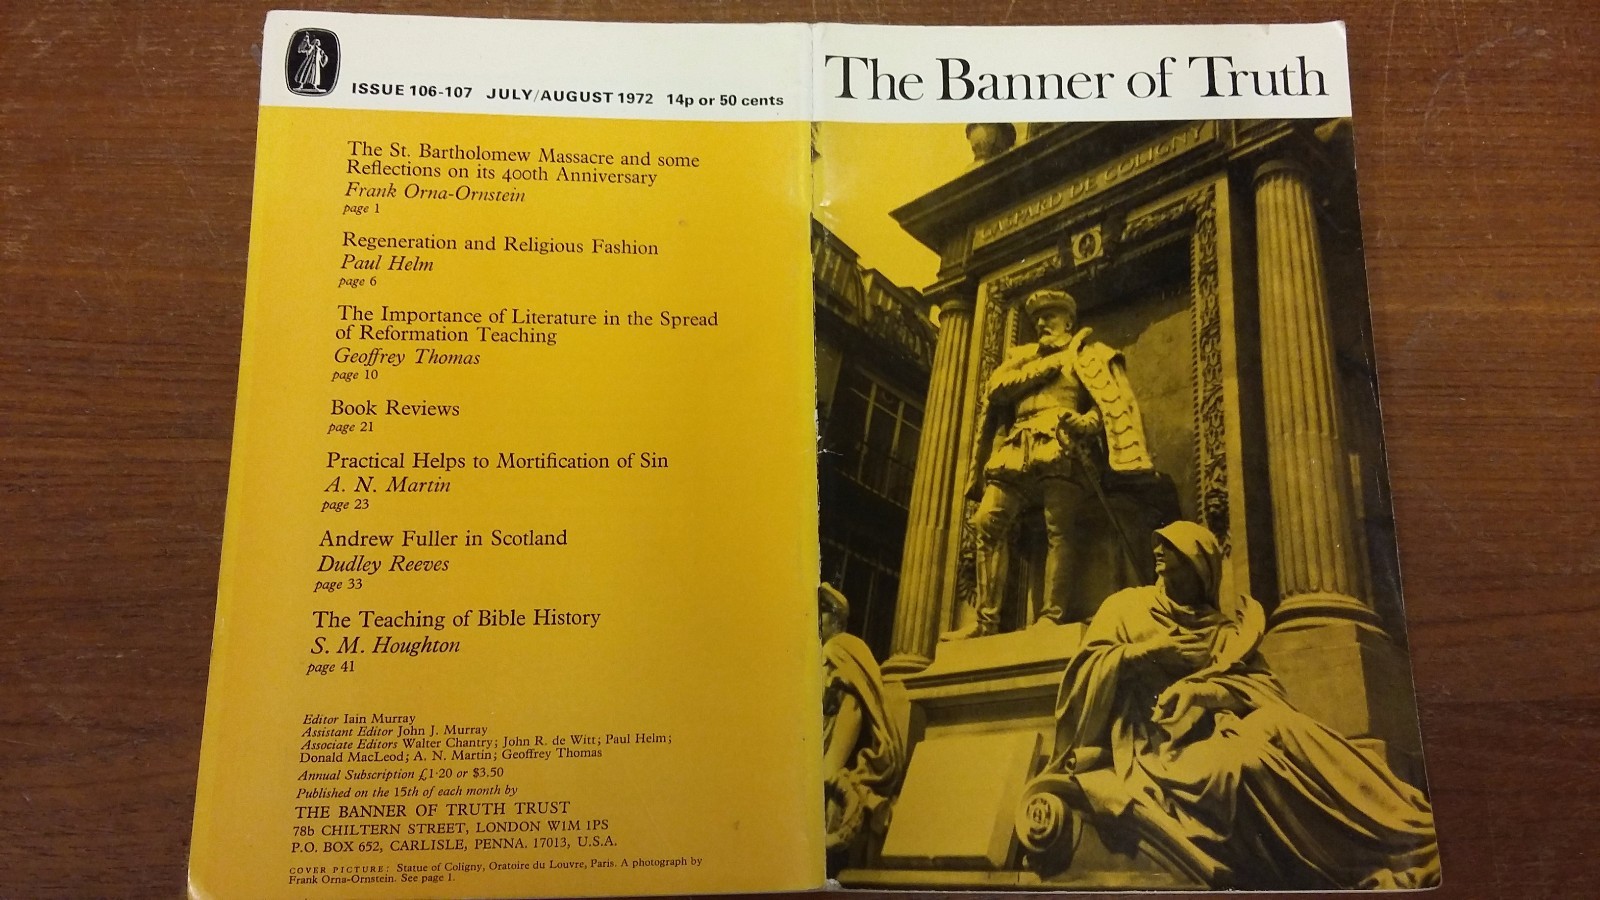 ISSUE 106-107 JULY/AUGUST 1972 14p or 50 cents
The St. Bartholomew Massacre and some
Reflections on its 400th Anniversary
Frank Orna-Ornstein
page 1
Regeneration and Religious Fashion
Paul Helm
page 6
The Importance of Literature in the Spread
of Reformation Teaching
Geoffrey Thomas
page 10
Book Reviews
page 21
Practical Helps to Mortification of Sin
A. N. Martin
page 23
Andrew Fuller in Scotland
Dudley Reeves
page 33
The Teaching of Bible History
S. M. Houghton
page 41
Editor Iain Murray
Assistant Editor John J. Murray
Associate Editors Walter Chantry; John R. de Witt; Paul Helm;
Donald MacLeod; A. N. Martin; Geoffrey Thomas
Annual Subscription £1·20 or $3.50
Published on the 15th of each month by
THE BANNER OF TRUTH TRUST
78b CHILTERN STREET, LONDON W1M 1PS
P.O. BOX 652, CARLISLE, PENNA. 17013, U.S.A.
COVER PICTURE: Statue of Coligny, Oratoire du Louvre, Paris. A photograph by
Frank Orna-Ornstein. See page 1.
The Banner of Truth
GASPARD DE COLIGNY